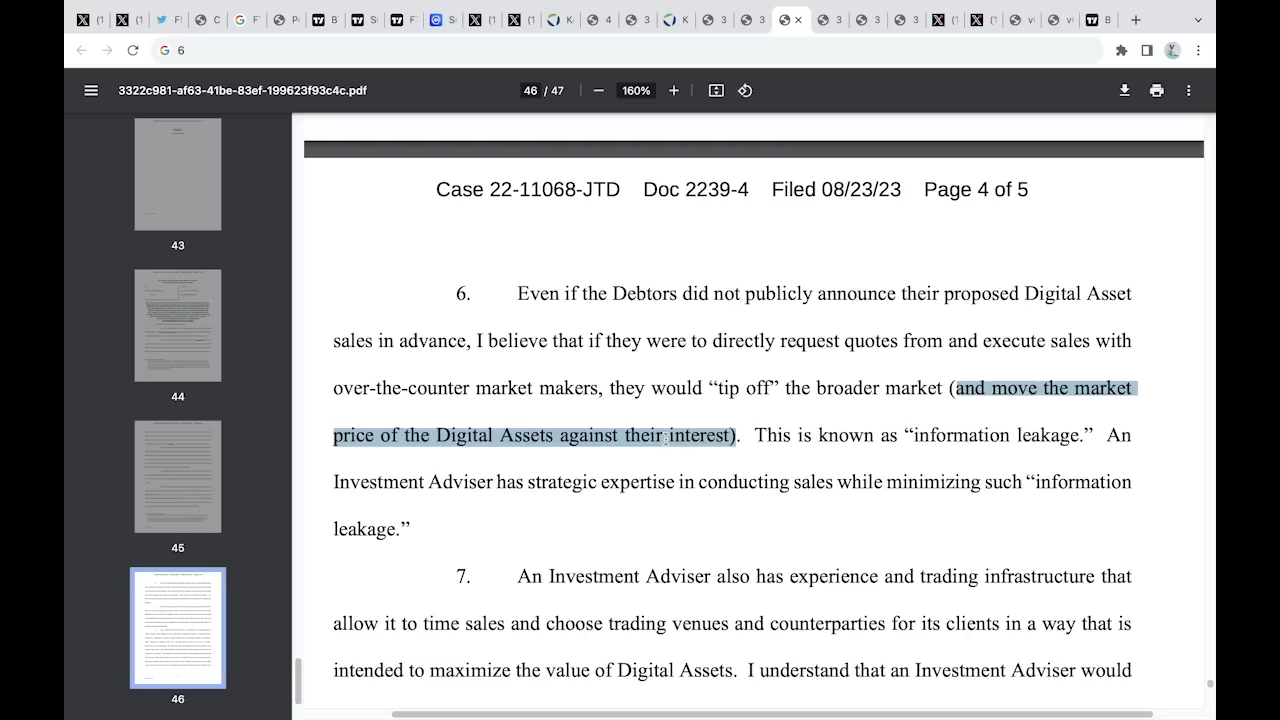 6
3322c981-af63-41be-83ef-199623f93c4c.pdf
46 / 47
160%
43
44
45
46
Case 22-11068-JTD Doc 2239-4 Filed 08/23/23 Page 4 of 5
6. Even if the Debtors did not publicly announce their proposed Digital Asset
sales in advance, I believe that if they were to directly request quotes from and execute sales with
over-the-counter market makers, they would “tip off” the broader market (and move the market
price of the Digital Assets against their interest). This is known as “information leakage.” An
Investment Adviser has strategic expertise in conducting sales while minimizing such “information
leakage.”
7. An Investment Adviser also has experience and trading infrastructure that
allow it to time sales and choose trading venues and counterparties for its clients in a way that is
intended to maximize the value of Digital Assets. I understand that an Investment Adviser would